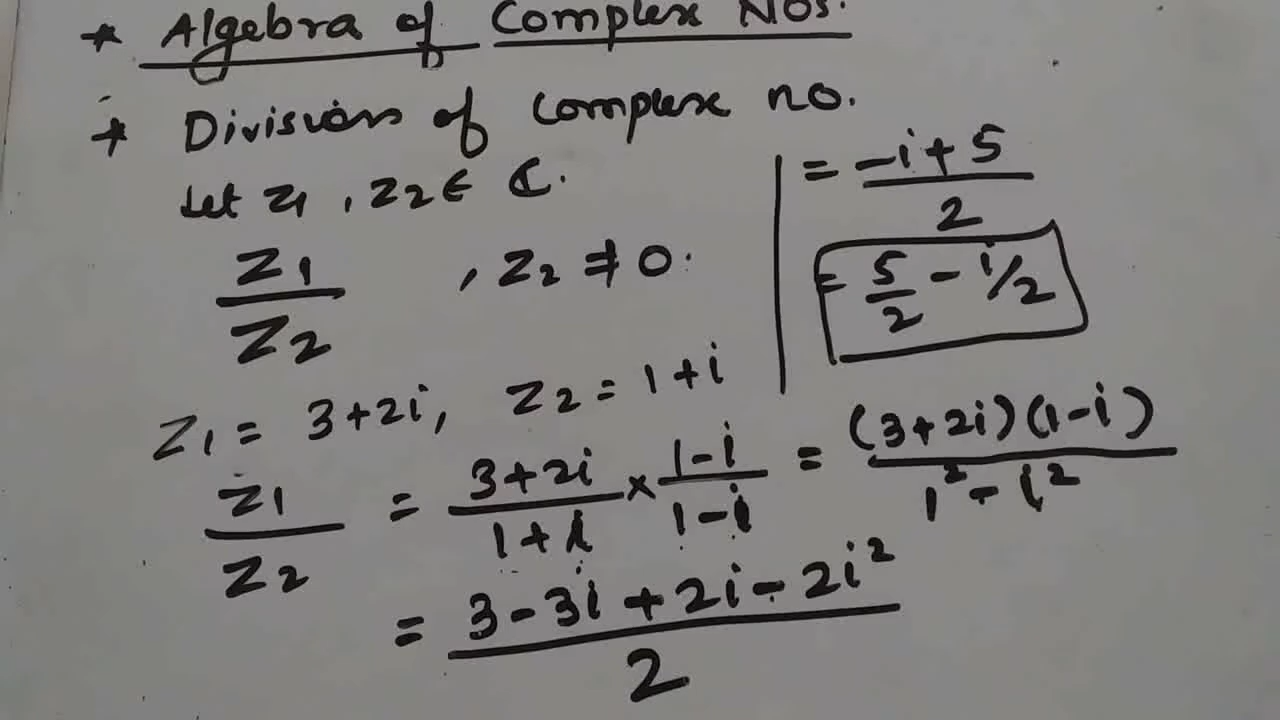 * Algebra of Complex Nos.
* Division of complex no.
Let z1, z2 ∈ ℂ.
z1/z2 , z2 ≠ 0.
z1 = 3+2i, z2 = 1+i
z1/z2 = (3+2i)/(1+i) × (1-i)/(1-i) = (3+2i)(1-i)/(1²-i²)
= (3-3i+2i-2i²)/2
= (-i+5)/2
= 5/2 - i/2